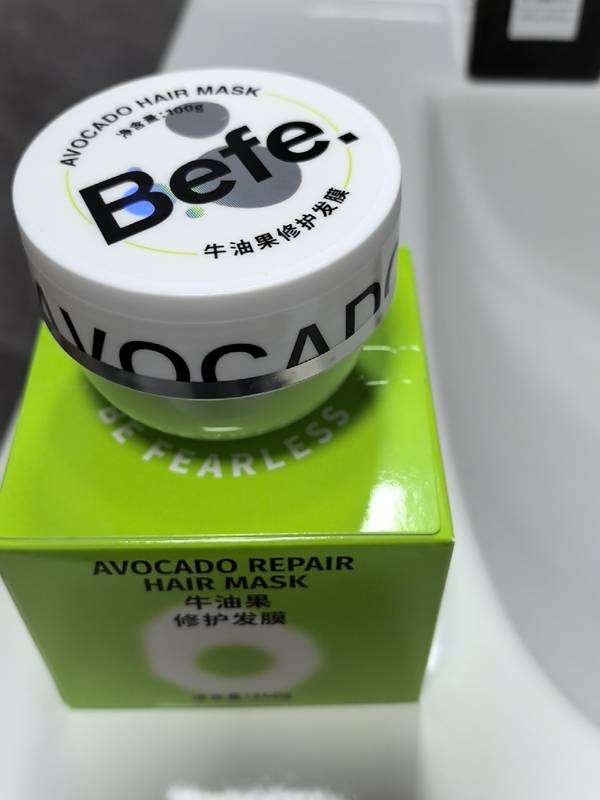 AVOCADO HAIR MASK
净含量:100g
Befe.
牛油果修护发膜
AVOCADO
BE FEARLESS
AVOCADO REPAIR
HAIR MASK
牛油果
修护发膜